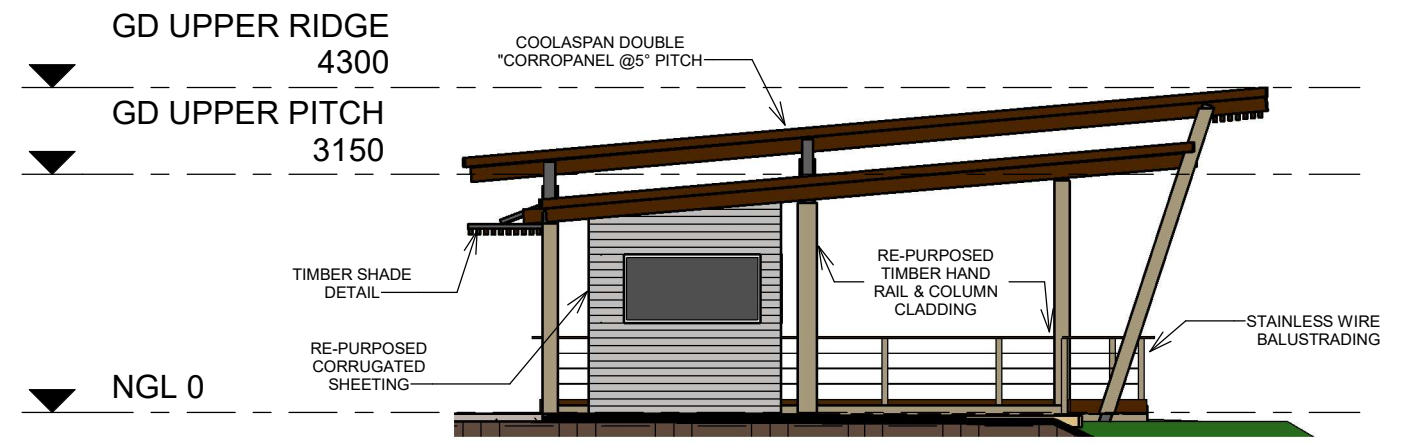 GD UPPER RIDGE
4300
GD UPPER PITCH
3150
NGL 0
COOLASPAN DOUBLE
"CORROPANEL @5° PITCH
TIMBER SHADE
DETAIL
RE-PURPOSED
CORRUGATED
SHEETING
RE-PURPOSED
TIMBER HAND
RAIL & COLUMN
CLADDING
STAINLESS WIRE
BALUSTRADING